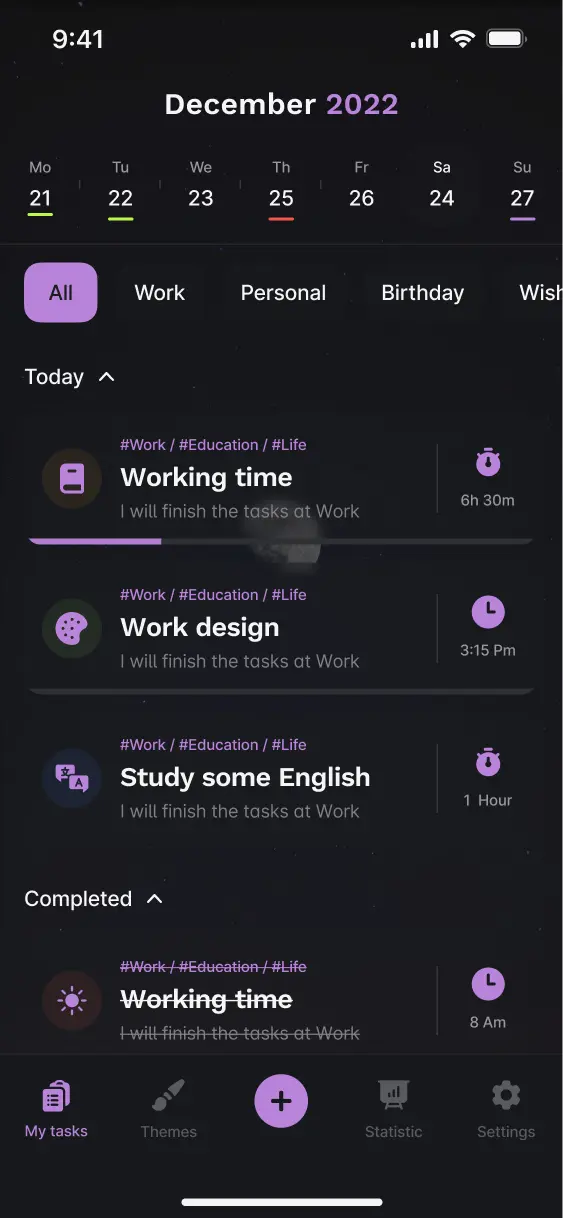 9:41
December 2022
Mo Tu We Th Fr Sa Su
21 22 23 25 26 24 27
All Work Personal Birthday Wish
Today
#Work / #Education / #Life
Working time
I will finish the tasks at Work
6h 30m
#Work / #Education / #Life
Work design
I will finish the tasks at Work
3:15 Pm
#Work / #Education / #Life
Study some English
I will finish the tasks at Work
1 Hour
Completed
#Work / #Education / #Life
Working time
I will finish the tasks at Work
8 Am
My tasks Themes Statistic Settings